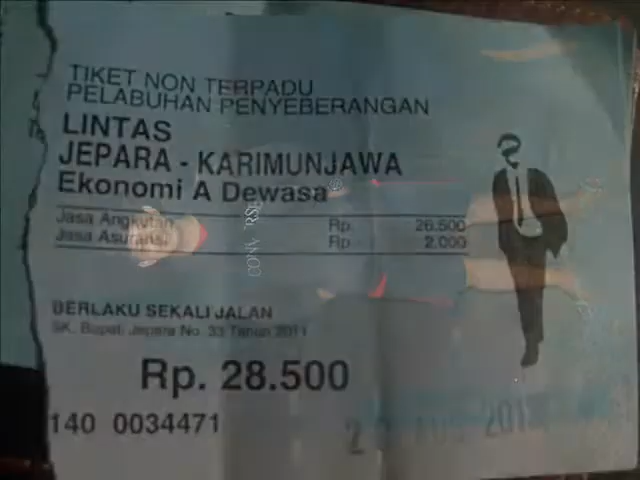 TIKET NON TERPADU
PELABUHAN PENYEBERANGAN
LINTAS
JEPARA - KARIMUNJAWA
Ekonomi A Dewasa
Jasa Angkutan Rp. 26.500
Jasa Asuransi Rp. 2.000
BERLAKU SEKALI JALAN
SK. Bupati Jepara No. 33 Tahun 2011
Rp. 28.500
140 0034471